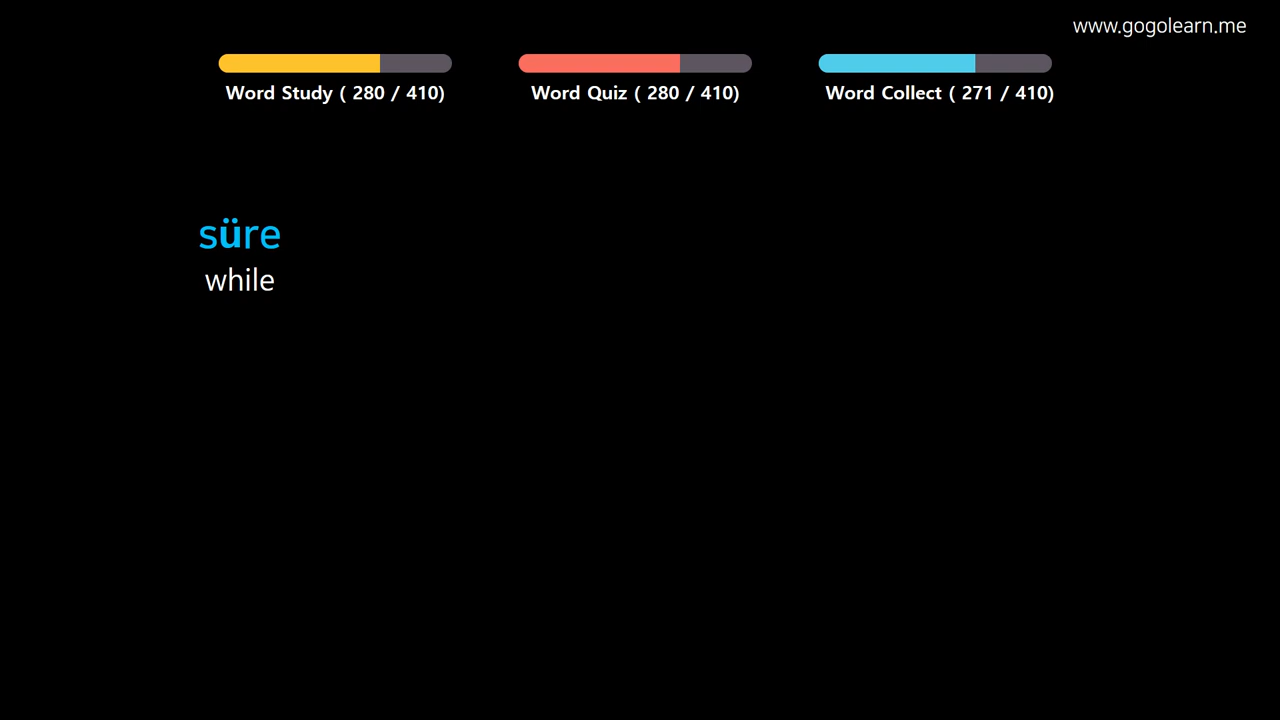 www.gogolearn.me
Word Study ( 280 / 410)
Word Quiz ( 280 / 410)
Word Collect ( 271 / 410)
süre
while